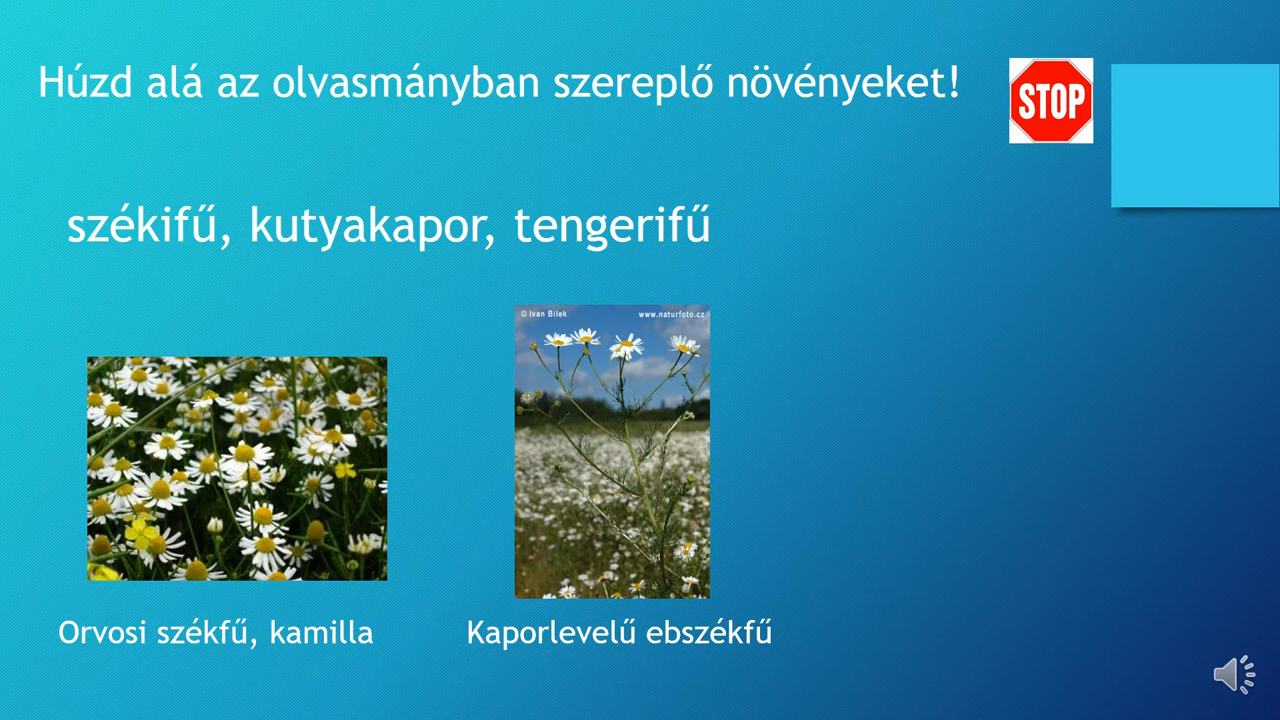 Húzd alá az olvasmányban szereplő növényeket!
STOP
székifű, kutyakapor, tengerifű
© Ivan Bílek www.naturfoto.cz
Orvosi székfű, kamilla
Kaporlevelű ebszékfű